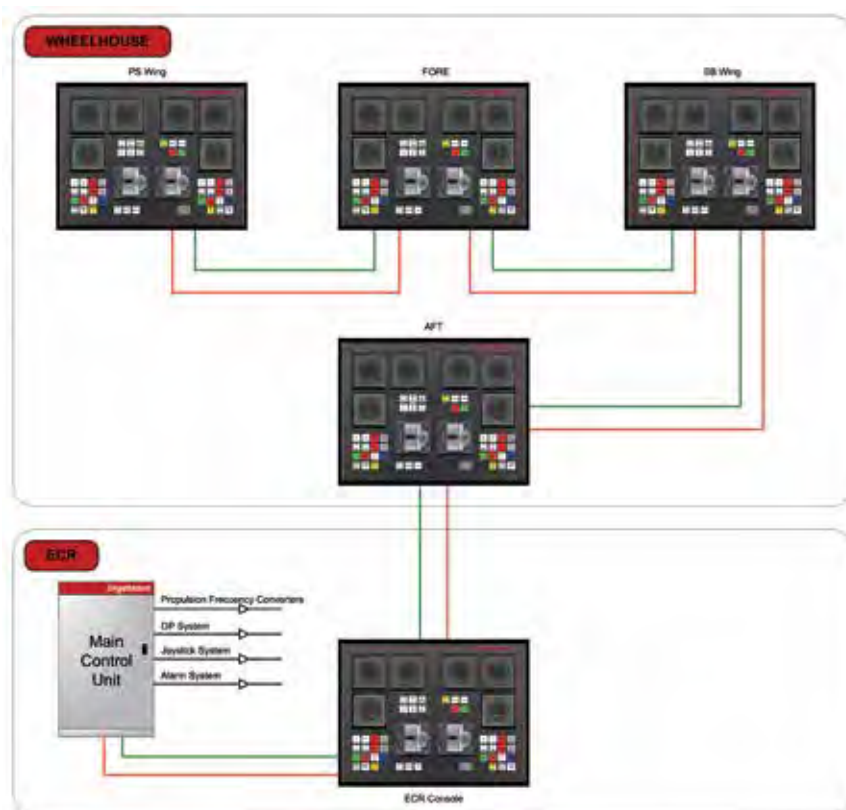 WHEELHOUSE
PS Wing
FORE
SB Wing
AFT
ECR
Propulsion Frecuency Converters
DP System
Joystick System
Alarm System
Main
Control
Unit
ECR Console